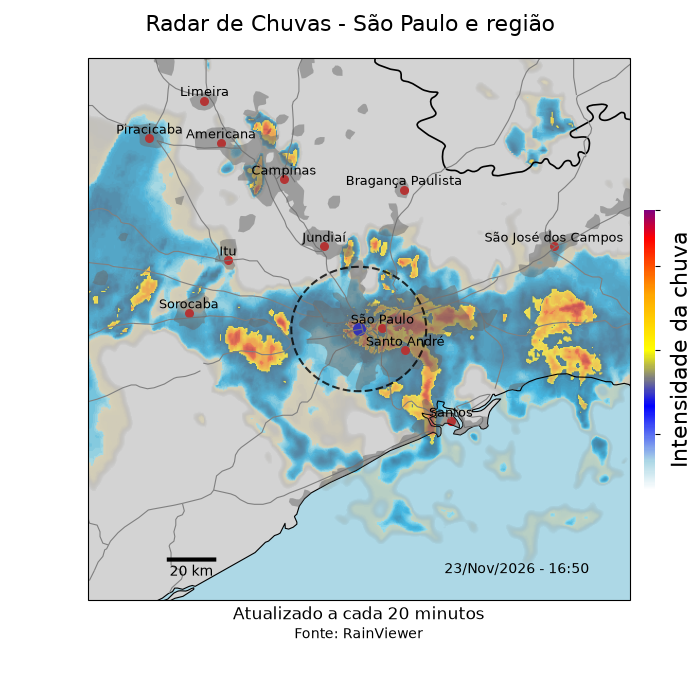 Radar de Chuvas - São Paulo e região
Limeira
Piracicaba
Americana
Campinas
Bragança Paulista
Jundiaí
São José dos Campos
Itu
Sorocaba
São Paulo
Santo André
Santos
Intensidade da chuva
20 km
23/Nov/2026 - 16:50
Atualizado a cada 20 minutos
Fonte: RainViewer